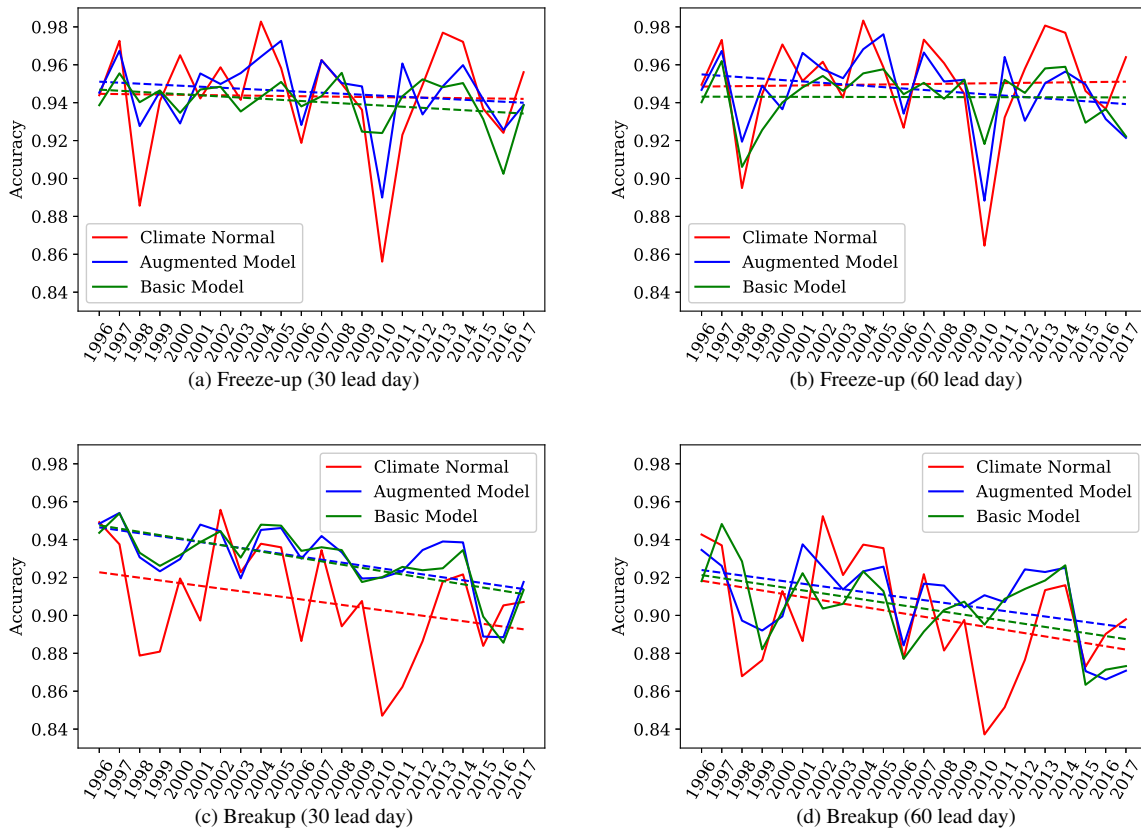 0.98
0.96
0.94
0.92
0.90
0.88
0.86
0.84
Accuracy
Climate Normal
Augmented Model
Basic Model
1996 1997 1998 1999 2000 2001 2002 2003 2004 2005 2006 2007 2008 2009 2010 2011 2012 2013 2014 2015 2016 2017
(a) Freeze-up (30 lead day)
0.98
0.96
0.94
0.92
0.90
0.88
0.86
0.84
Accuracy
Climate Normal
Augmented Model
Basic Model
1996 1997 1998 1999 2000 2001 2002 2003 2004 2005 2006 2007 2008 2009 2010 2011 2012 2013 2014 2015 2016 2017
(b) Freeze-up (60 lead day)
0.98
0.96
0.94
0.92
0.90
0.88
0.86
0.84
Accuracy
Climate Normal
Augmented Model
Basic Model
1996 1997 1998 1999 2000 2001 2002 2003 2004 2005 2006 2007 2008 2009 2010 2011 2012 2013 2014 2015 2016 2017
(c) Breakup (30 lead day)
0.98
0.96
0.94
0.92
0.90
0.88
0.86
0.84
Accuracy
Climate Normal
Augmented Model
Basic Model
1996 1997 1998 1999 2000 2001 2002 2003 2004 2005 2006 2007 2008 2009 2010 2011 2012 2013 2014 2015 2016 2017
(d) Breakup (60 lead day)